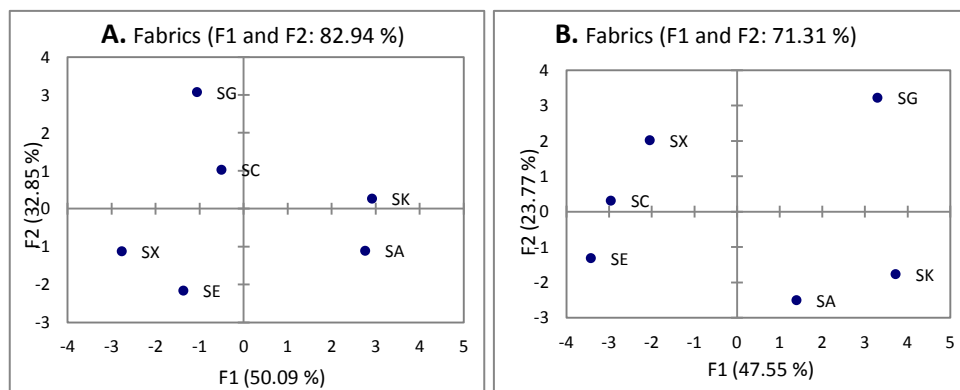 A. Fabrics (F1 and F2: 82.94 %)
4
3
2
1
0
-1
-2
-3
F2 (32.85 %)
SG
SC
SK
SA
SX
SE
-4 -3 -2 -1 0 1 2 3 4 5
F1 (50.09 %)
B. Fabrics (F1 and F2: 71.31 %)
4
3
2
1
0
-1
-2
-3
F2 (23.77 %)
SG
SX
SC
SE
SK
SA
-4 -3 -2 -1 0 1 2 3 4 5
F1 (47.55 %)